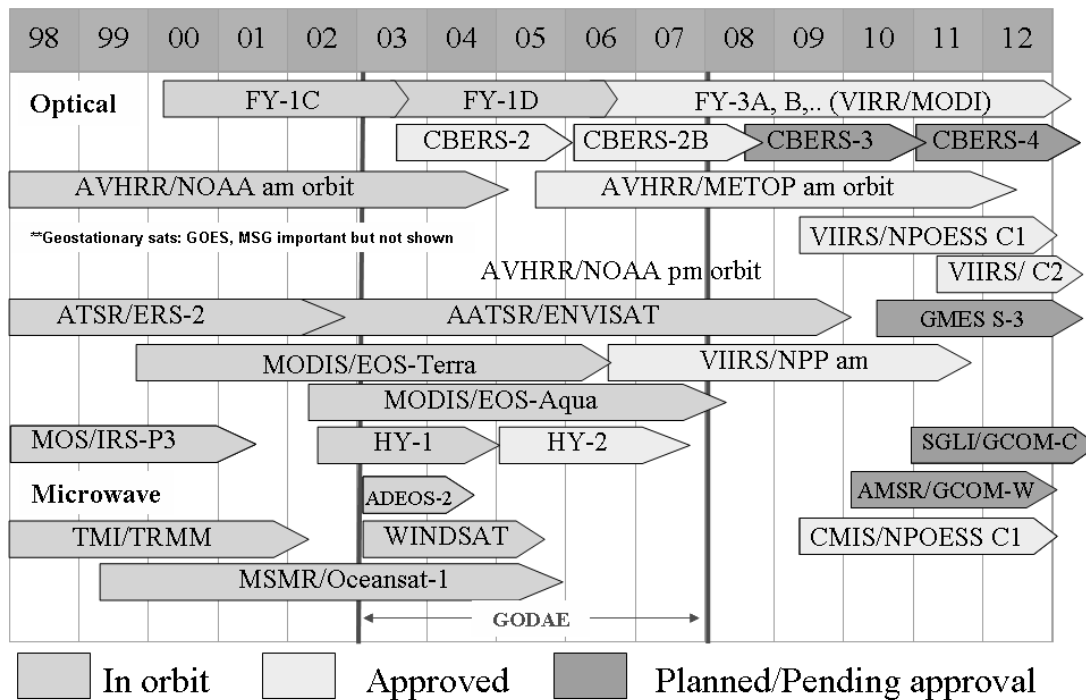 98 99 00 01 02 03 04 05 06 07 08 09 10 11 12
Optical
FY-1C FY-1D FY-3A, B,.. (VIRR/MODI)
CBERS-2 CBERS-2B CBERS-3 CBERS-4
AVHRR/NOAA am orbit AVHRR/METOP am orbit
**Geostationary sats: GOES, MSG important but not shown
VIIRS/NPOESS C1
AVHRR/NOAA pm orbit
VIIRS/ C2
ATSR/ERS-2 AATSR/ENVISAT GMES S-3
MODIS/EOS-Terra VIIRS/NPP am
MODIS/EOS-Aqua
MOS/IRS-P3 HY-1 HY-2 SGLI/GCOM-C
Microwave ADEOS-2 AMSR/GCOM-W
TMI/TRMM WINDSAT CMIS/NPOESS C1
MSMR/Oceansat-1
GODAE
In orbit Approved Planned/Pending approval